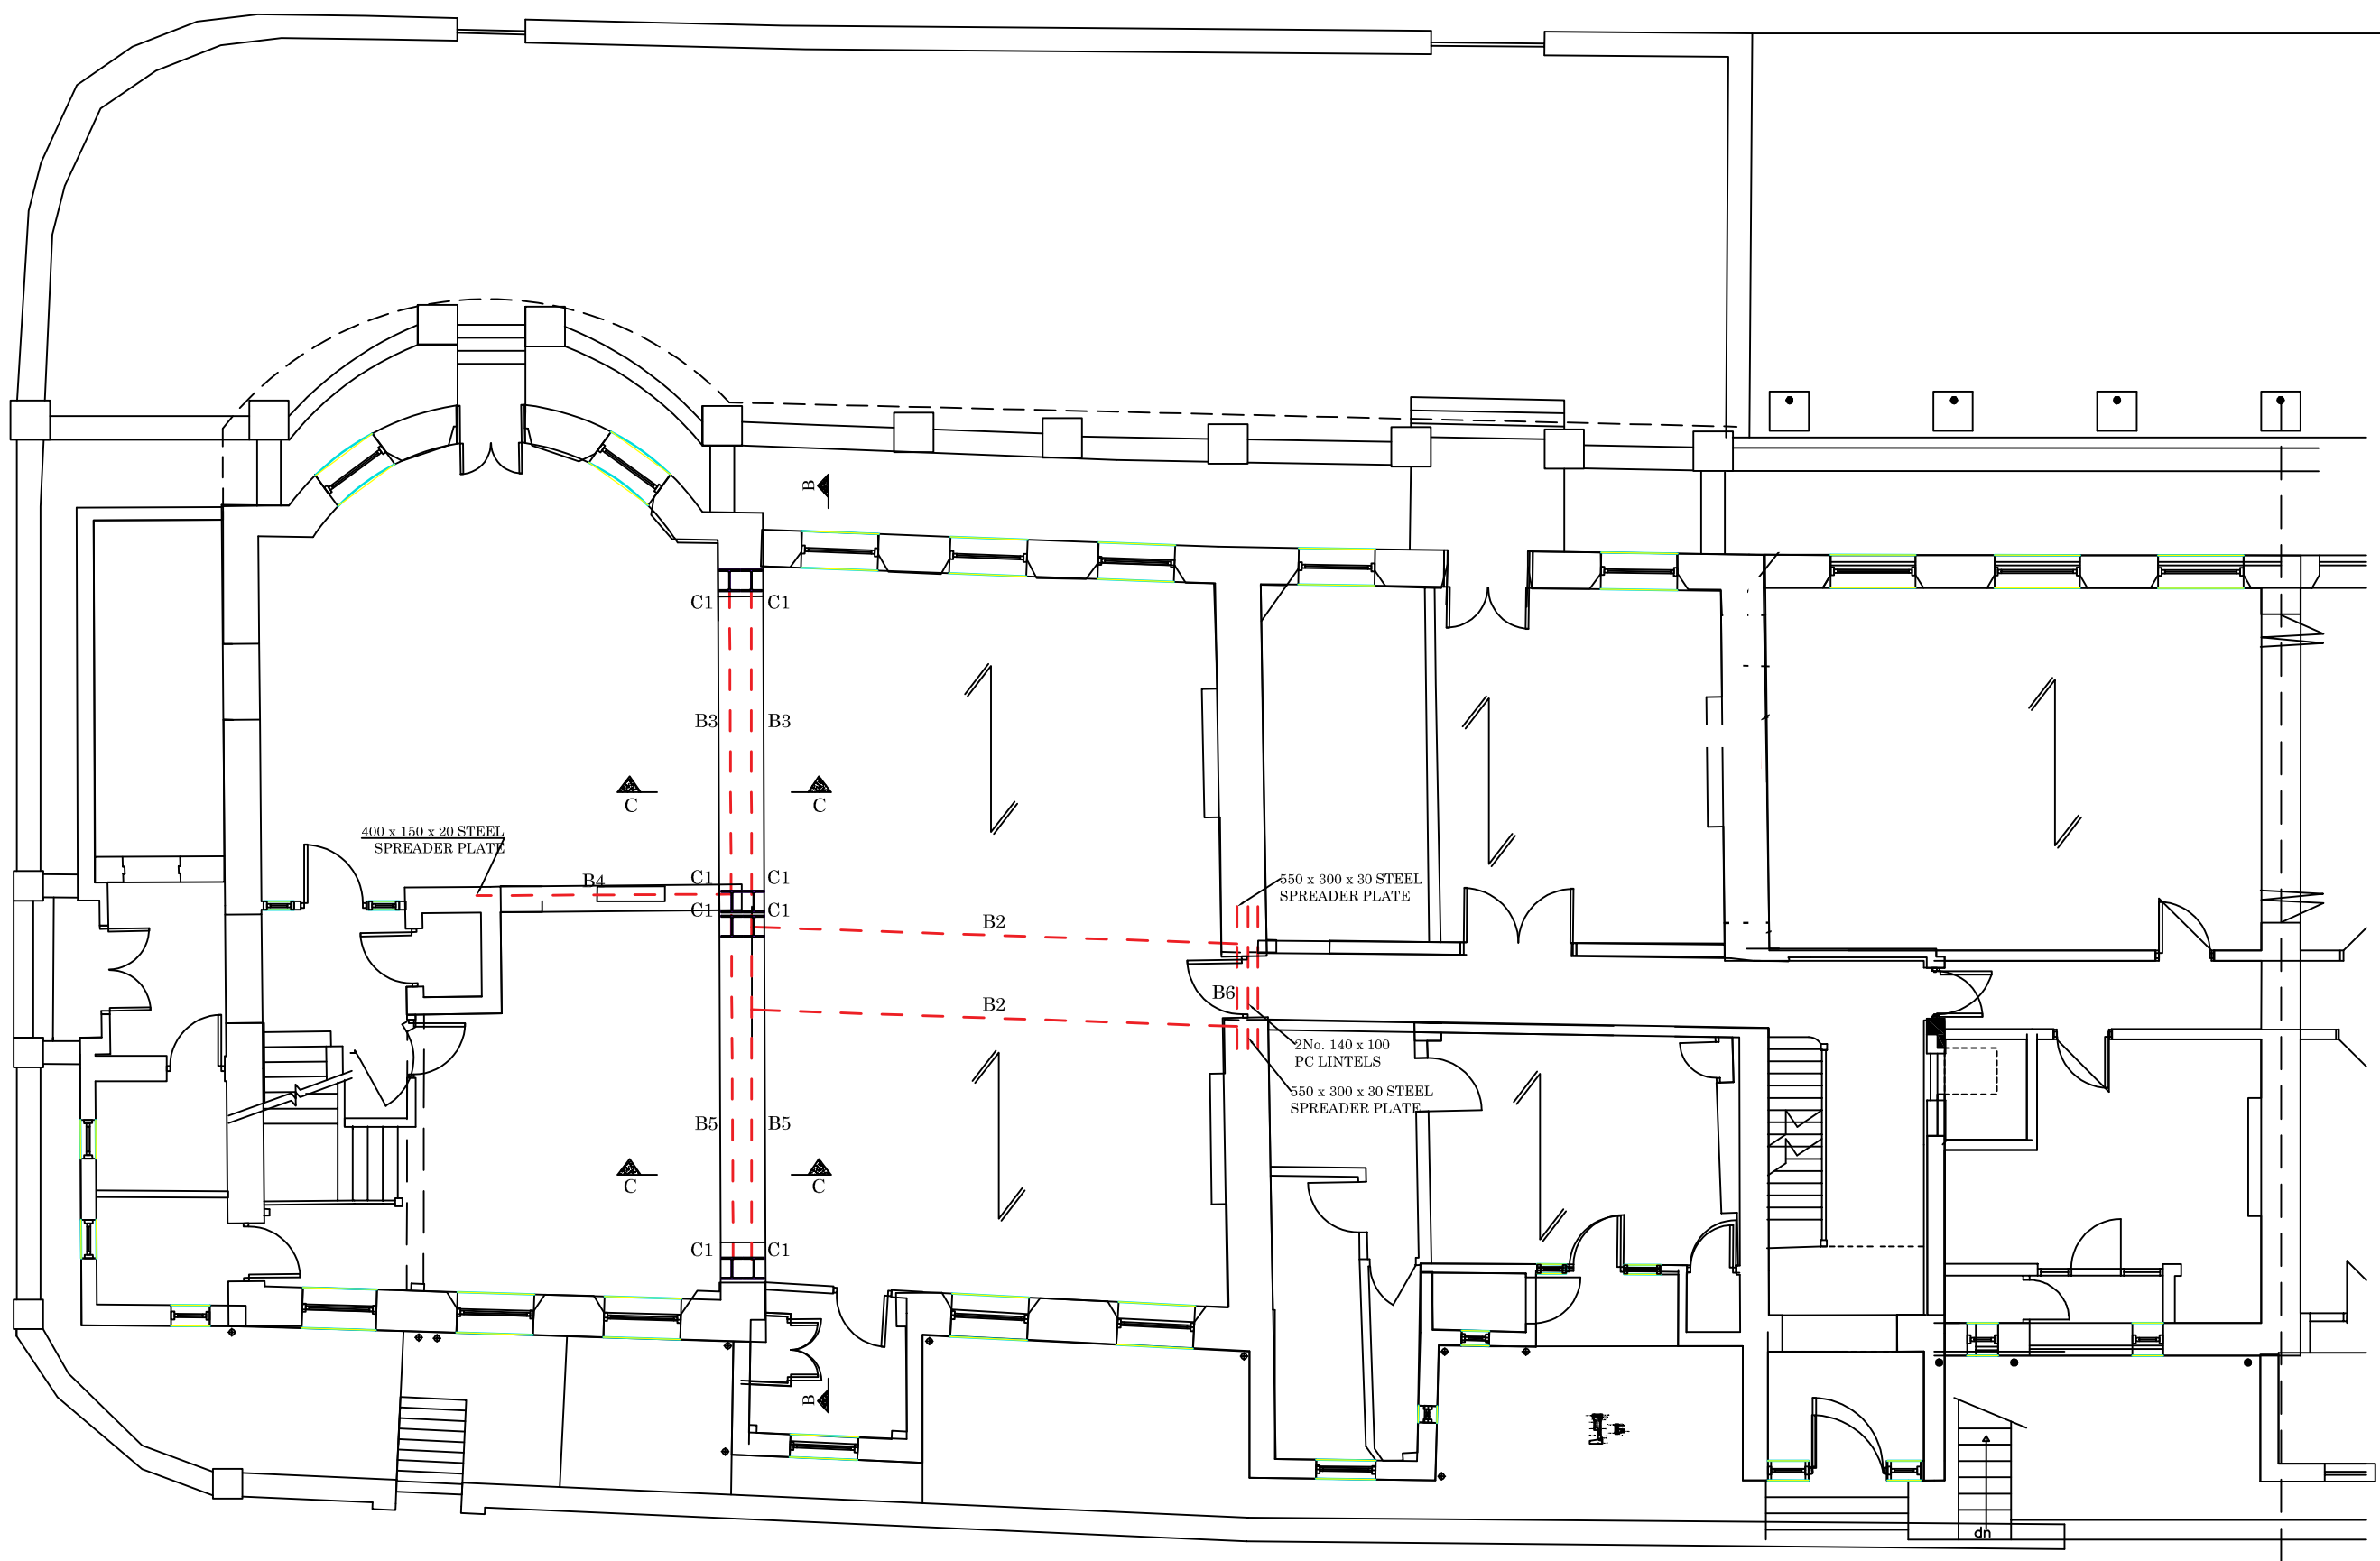 B
C1
C1
B3
B3
C
C
400 x 150 x 20 STEEL
SPREADER PLATE
B4
C1
C1
C1
C1
550 x 300 x 30 STEEL
SPREADER PLATE
B2
B6
B2
2No. 140 x 100
PC LINTELS
550 x 300 x 30 STEEL
SPREADER PLATE
B5
B5
C
C
C1
C1
B
dn